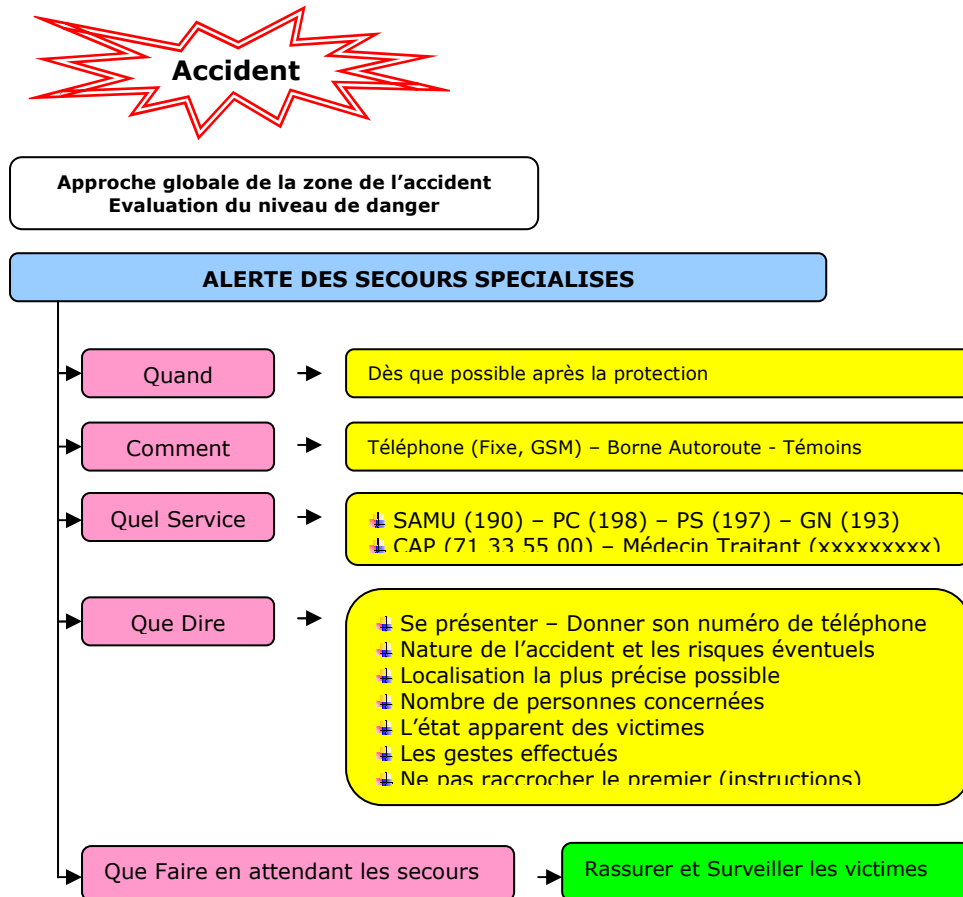 Accident
Approche globale de la zone de l’accident
Evaluation du niveau de danger
ALERTE DES SECOURS SPECIALISES
Quand
Dès que possible après la protection
Comment
Téléphone (Fixe, GSM) – Borne Autoroute - Témoins
Quel Service
SAMU (190) – PC (198) – PS (197) – GN (193)
CAP (71 33 55 00) – Médecin Traitant (xxxxxxxxx)
Que Dire
Se présenter – Donner son numéro de téléphone
Nature de l’accident et les risques éventuels
Localisation la plus précise possible
Nombre de personnes concernées
L’état apparent des victimes
Les gestes effectués
Ne pas raccrocher le premier (instructions)
Que Faire en attendant les secours
Rassurer et Surveiller les victimes